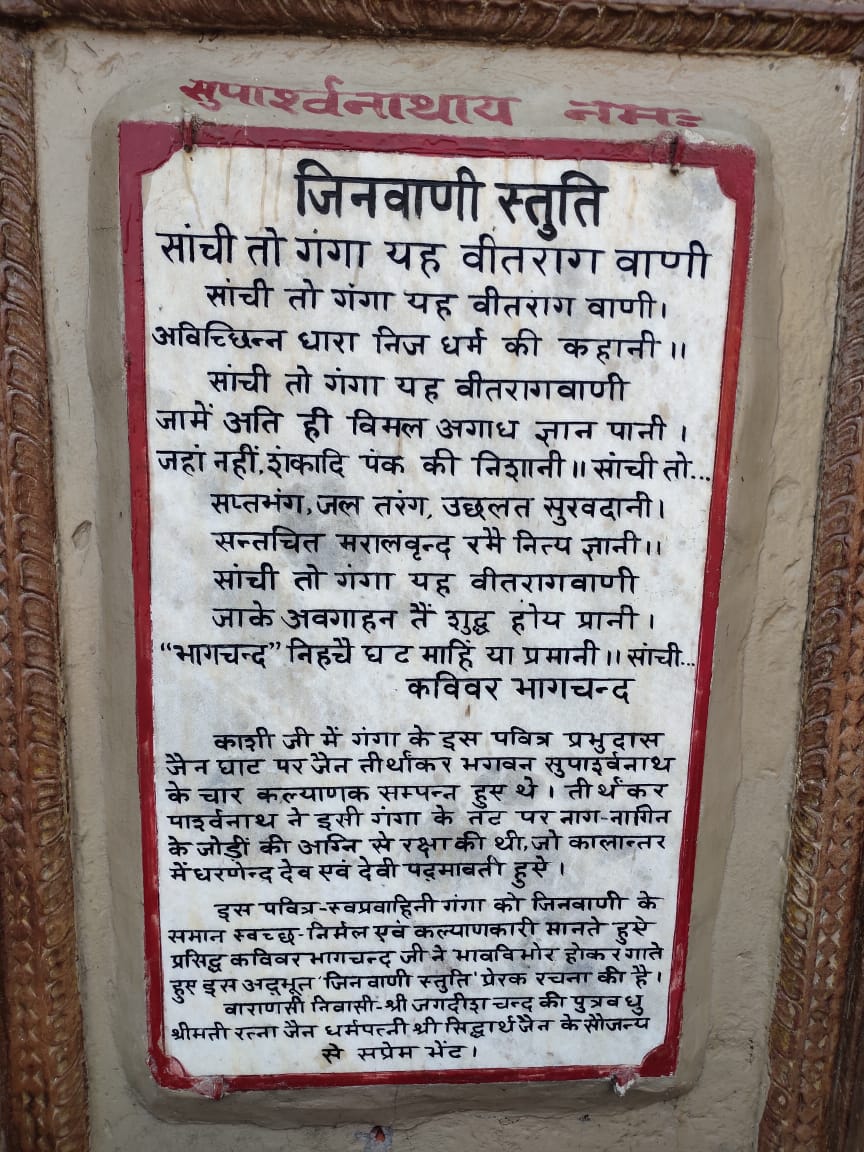 सुपार्श्वनाथाय नमः
जिनवाणी स्तुति
सांची तो गंगा यह वीतराग वाणी
सांची तो गंगा यह वीतराग वाणी।
अविच्छिन्न धारा निज धर्म की कहानी।।
सांची तो गंगा यह वीतरागवाणी
जामें अति ही विमल अगाध ज्ञान पानी।
जहां नहीं, शंकादि पंक की निशानी॥ सांची तो...
सप्तभंग, जल तरंग, उछलत सुखदानी।
सन्तचित मरालवृन्द रमै नित्य ज्ञानी।।
सांची तो गंगा यह वीतरागवाणी
जाके अवगाहन तैं शुद्ध होय प्रानी।
“भागचन्द” निहचै घट माहिं या प्रमानी॥ सांची...
कविवर भागचन्द
काशी जी में गंगा के इस पवित्र प्रभुदास
जैन घाट पर जैन तीर्थांकर भगवन सुपार्श्वनाथ
के चार कल्याणक सम्पन्न हुए थे। तीर्थंकर
पार्श्वनाथ ने इसी गंगा के तट पर नाग-नागिन
के जोड़ीं की अग्नि से रक्षा की थी, जो कालान्तर
में धरणेन्द देव एवं देवी पद्मावती हुऐ।
इस पवित्र-स्वप्रवाहिनी गंगा को जिनवाणी के
समान स्वच्छ-निर्मल एवं कल्याणकारी मानते हुऐ
प्रसिद्ध कविवर भागचन्द जी ने भावविभोर होकर गाते
हुए इस अद्भूत 'जिनवाणी स्तुति' प्रेरक रचना की है।
वाराणसी निवासी-श्री जगदीश चन्द की पुत्रवधु
श्रीमती रत्ना जैन धर्मपत्नी श्री सिद्धार्थ जैन के सौजन्य
से सप्रेम भेंट।